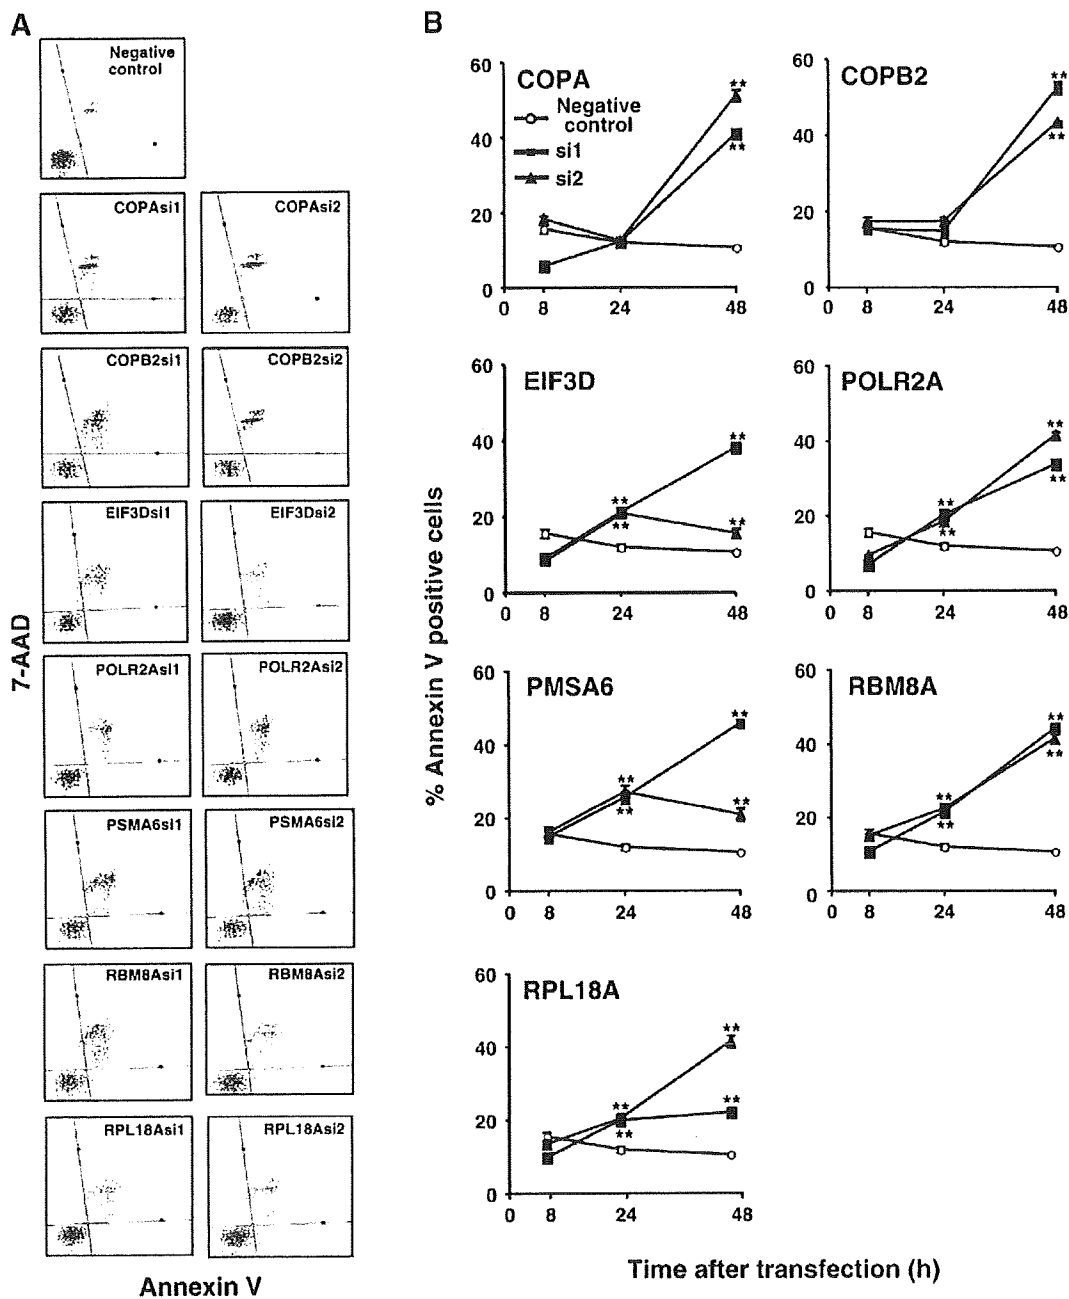 A
Negative
control
COPAsi1
COPAsi2
COPB2si1
COPB2si2
EIF3Dsi1
EIF3Dsi2
POLR2Asi1
POLR2Asi2
PSMA6si1
PSMA6si2
RBM8Asi1
RBM8Asi2
RPL18Asi1
RPL18Asi2
7-AAD
Annexin V
B
% Annexin V positive cells
COPA
Negative
control
si1
si2
60
40
20
0
0 8 24 48
**
**
COPB2
60
40
20
0
0 8 24 48
**
**
EIF3D
60
40
20
0
0 8 24 48
**
**
**
**
POLR2A
60
40
20
0
0 8 24 48
**
**
**
**
PMSA6
60
40
20
0
0 8 24 48
**
**
**
**
RBM8A
60
40
20
0
0 8 24 48
**
**
**
**
RPL18A
60
40
20
0
0 8 24 48
**
**
**
**
Time after transfection (h)